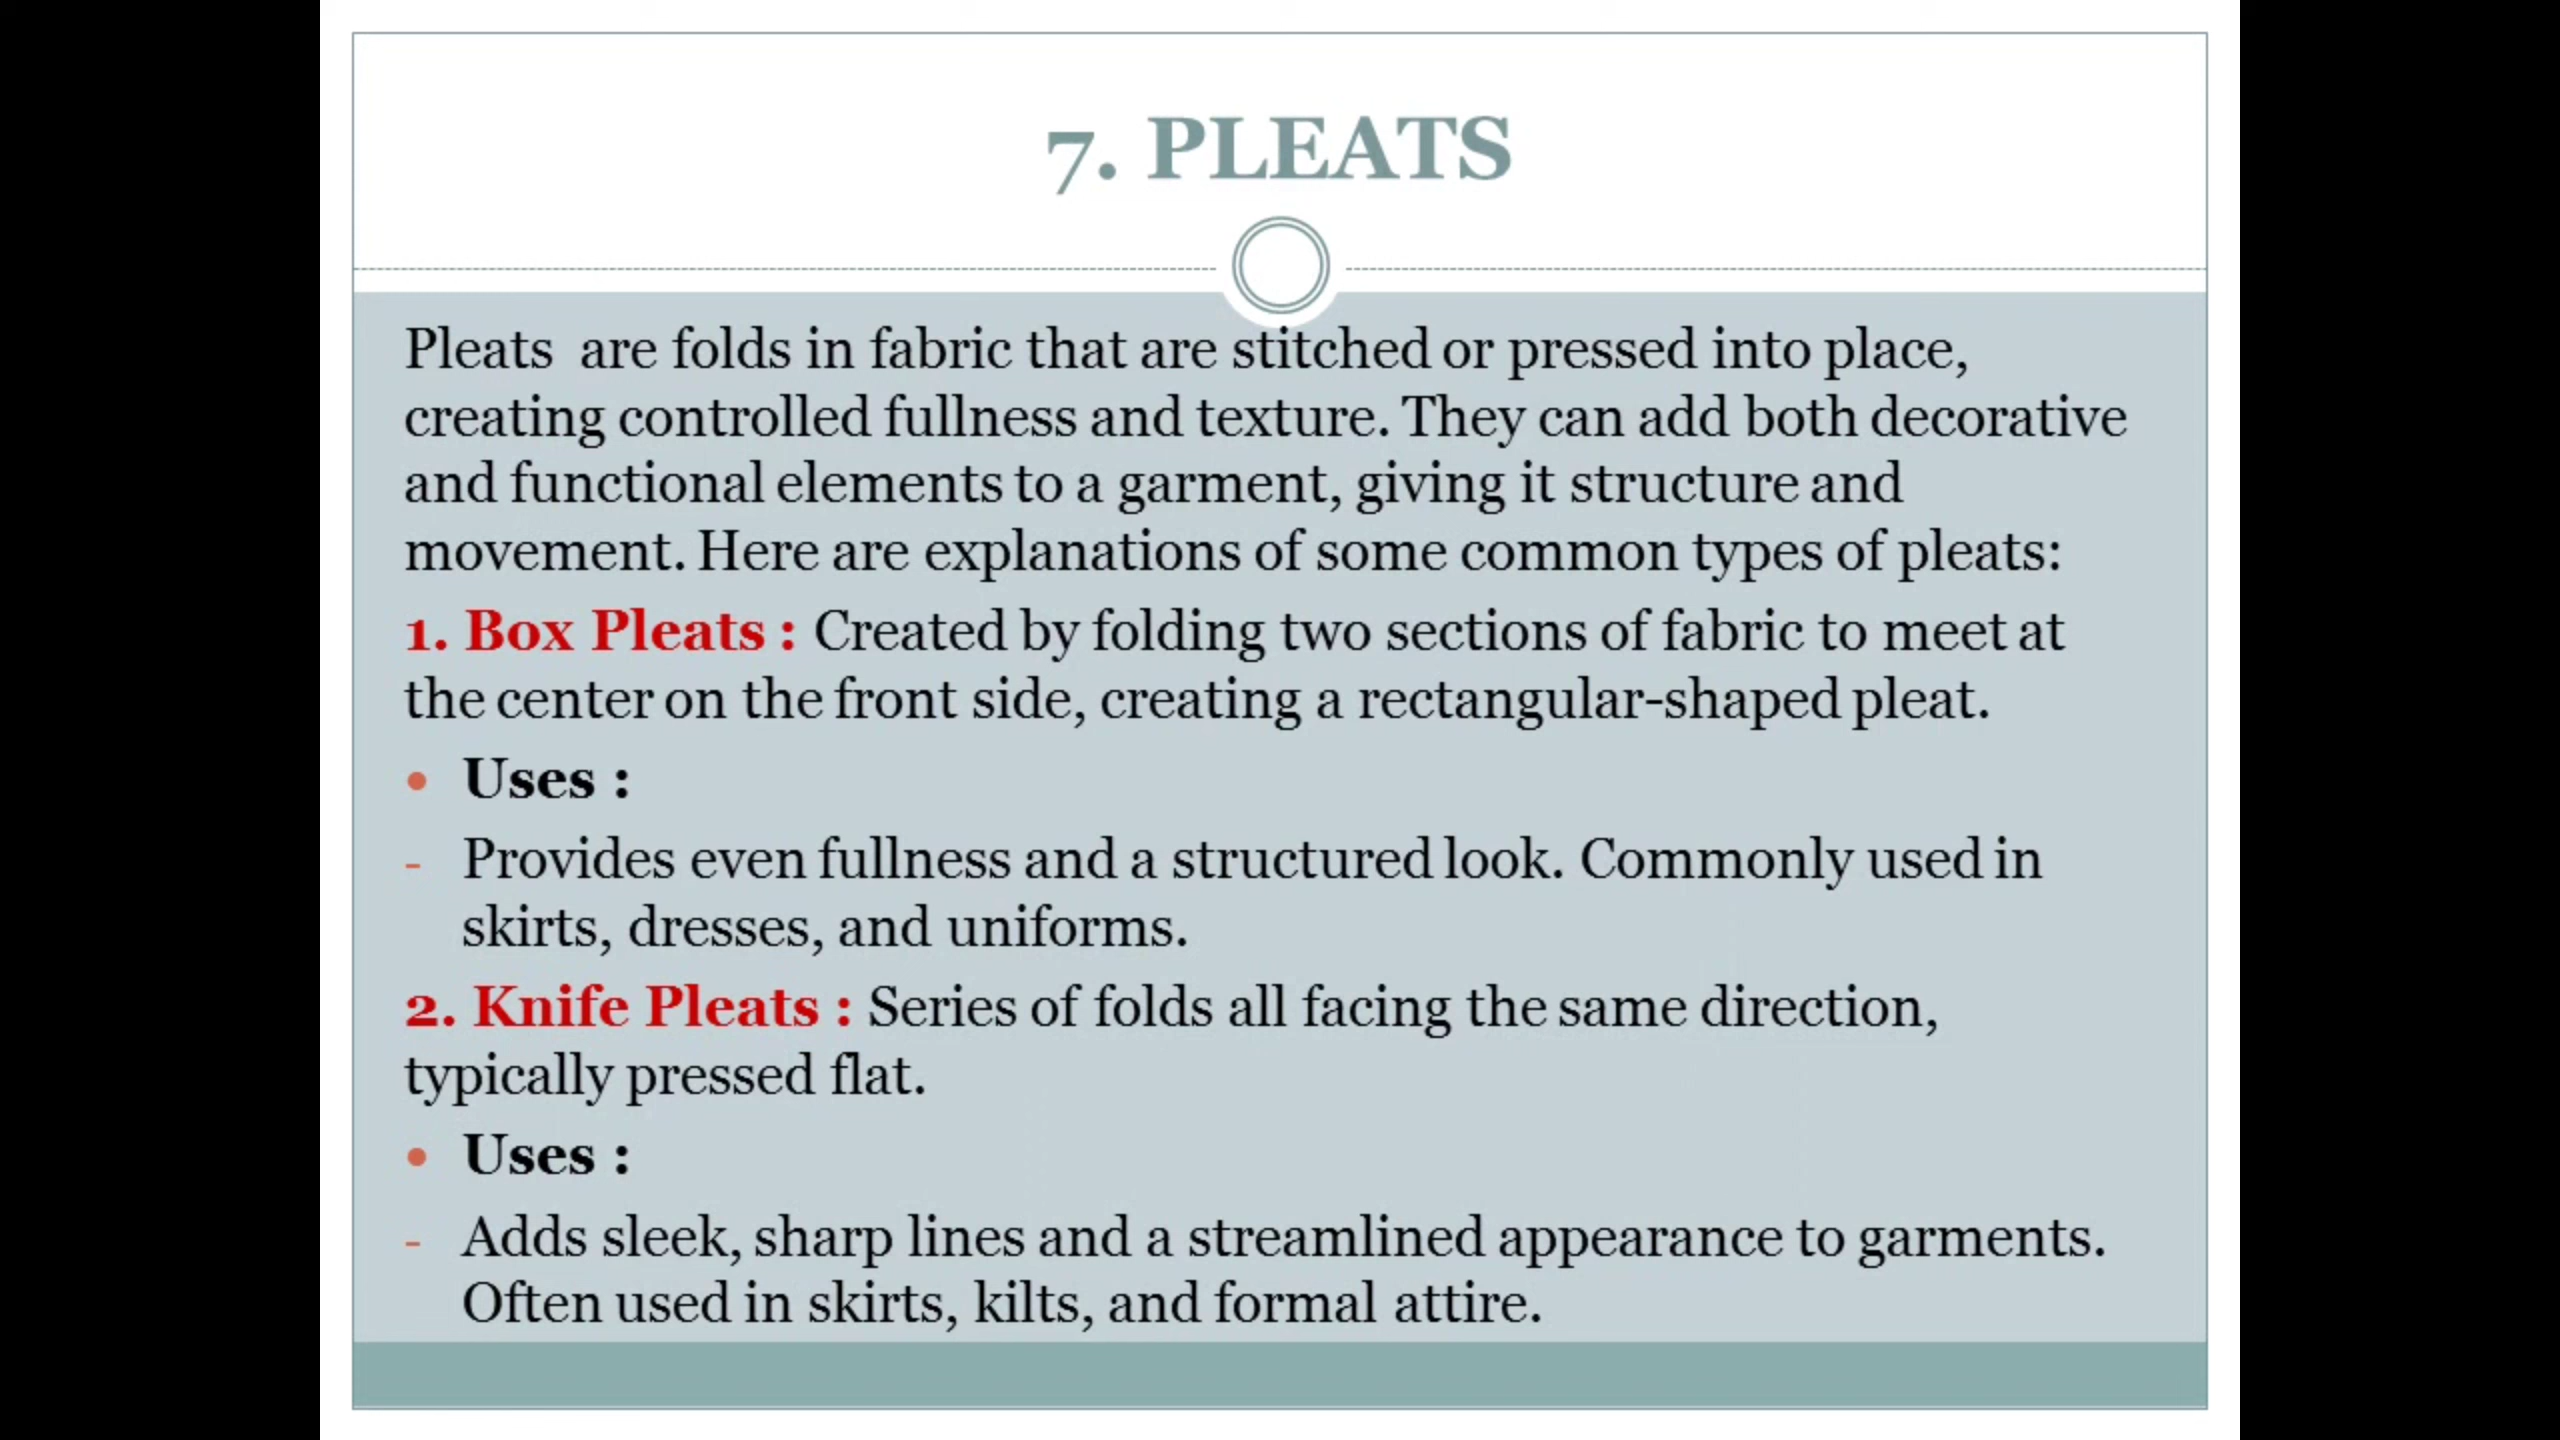 7. PLEATS
Pleats are folds in fabric that are stitched or pressed into place,
creating controlled fullness and texture. They can add both decorative
and functional elements to a garment, giving it structure and
movement. Here are explanations of some common types of pleats:
1. Box Pleats : Created by folding two sections of fabric to meet at
the center on the front side, creating a rectangular-shaped pleat.
• Uses :
- Provides even fullness and a structured look. Commonly used in
skirts, dresses, and uniforms.
2. Knife Pleats : Series of folds all facing the same direction,
typically pressed flat.
• Uses :
- Adds sleek, sharp lines and a streamlined appearance to garments.
Often used in skirts, kilts, and formal attire.